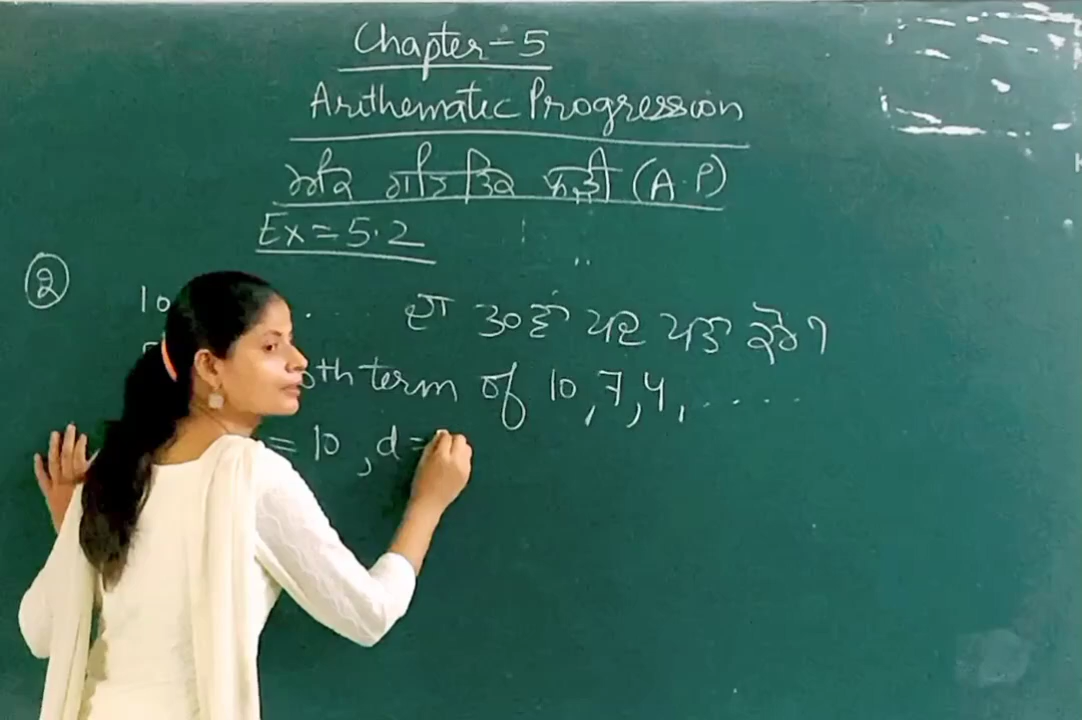 Chapter-5
Arithematic Progression
ਅੰਕ ਗਣਿਤਿਕ ਲੜੀ (A.P)
Ex = 5.2
② 10 ..... ਦਾ 30ਵਾਂ ਪਦ ਪਤਾ ਕਰੋ?
0th term of 10, 7, 4, .....
= 10, d =